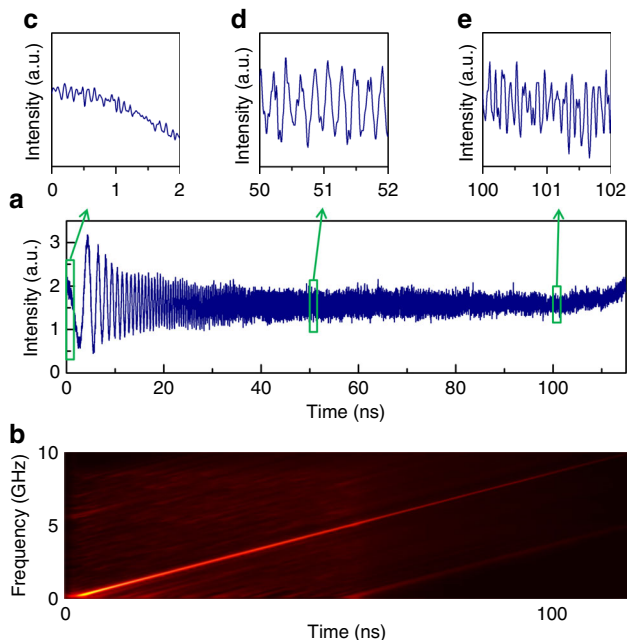 c
d
e
Intensity (a.u.)
Intensity (a.u.)
Intensity (a.u.)
0 1 2
50 51 52
100 101 102
a
Intensity (a.u.)
3
2
1
0
0 20 40 60 80 100
Time (ns)
b
Frequency (GHz)
10
5
0
0 100
Time (ns)